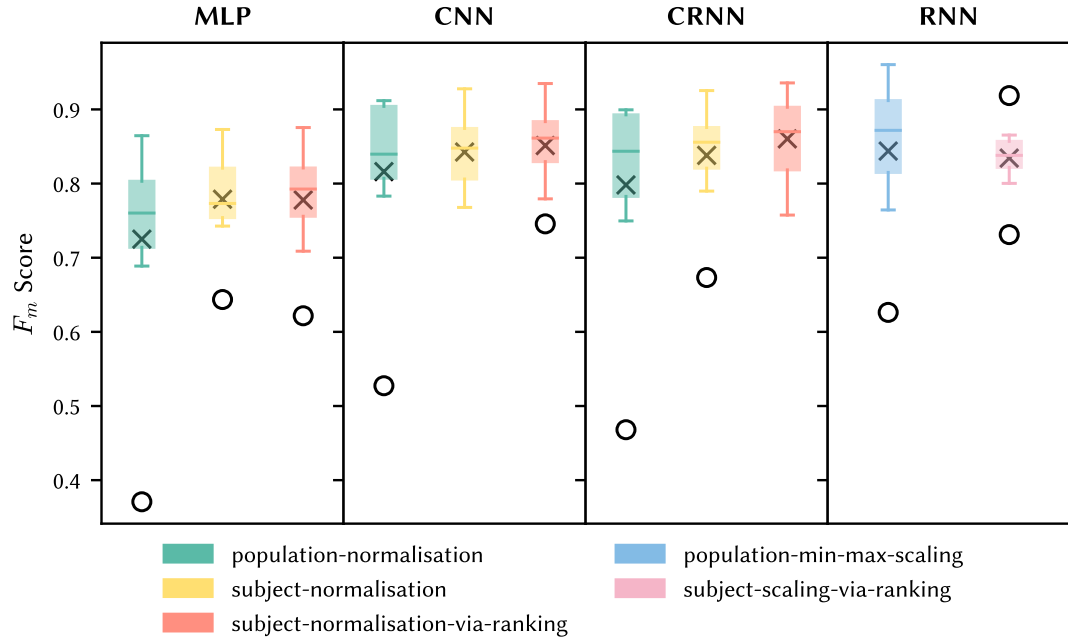 MLP CNN CRNN RNN
0.9
0.8
0.7
0.6
0.5
0.4
F_m Score
population-normalisation
subject-normalisation
subject-normalisation-via-ranking
population-min-max-scaling
subject-scaling-via-ranking